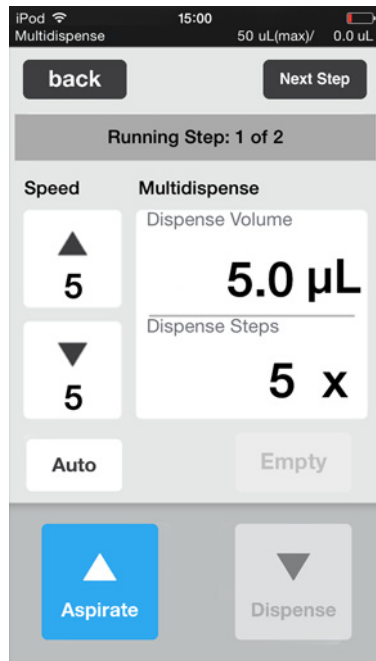 iPod 15:00
Multidispense 50 uL(max)/ 0.0 uL
back Next Step
Running Step: 1 of 2
Speed Multidispense
Dispense Volume
5 5.0 µL
Dispense Steps
5 5 x
Auto Empty
Aspirate Dispense